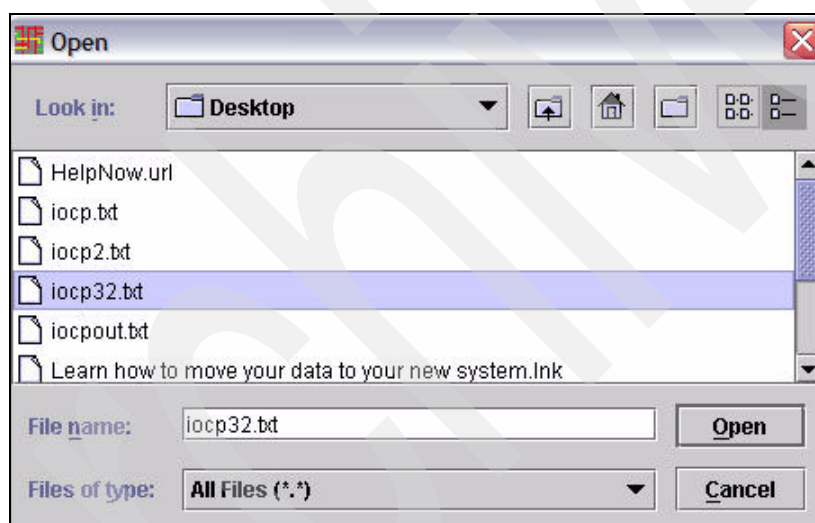 Open
Look in: Desktop
HelpNow.url
iocp.txt
iocp2.txt
iocp32.txt
iocpout.txt
Learn how to move your data to your new system.lnk
File name: iocp32.txt Open
Files of type: All Files (*.*) Cancel